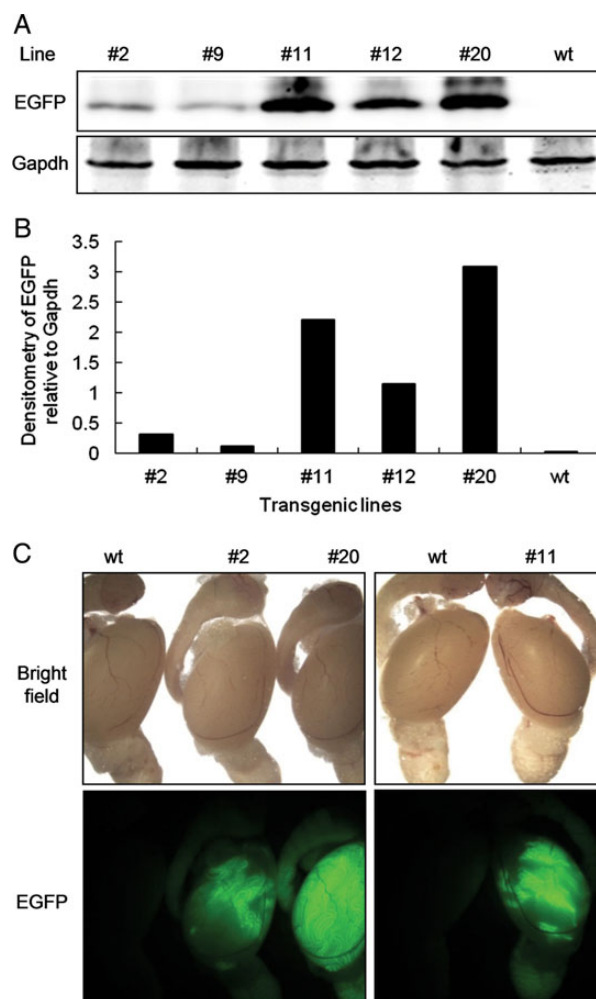 A
Line #2 #9 #11 #12 #20 wt
EGFP
Gapdh
B
Densitometry of EGFP
relative to Gapdh
3.5
3
2.5
2
1.5
1
0.5
0
#2 #9 #11 #12 #20 wt
Transgenic lines
C
wt #2 #20 wt #11
Bright
field
EGFP